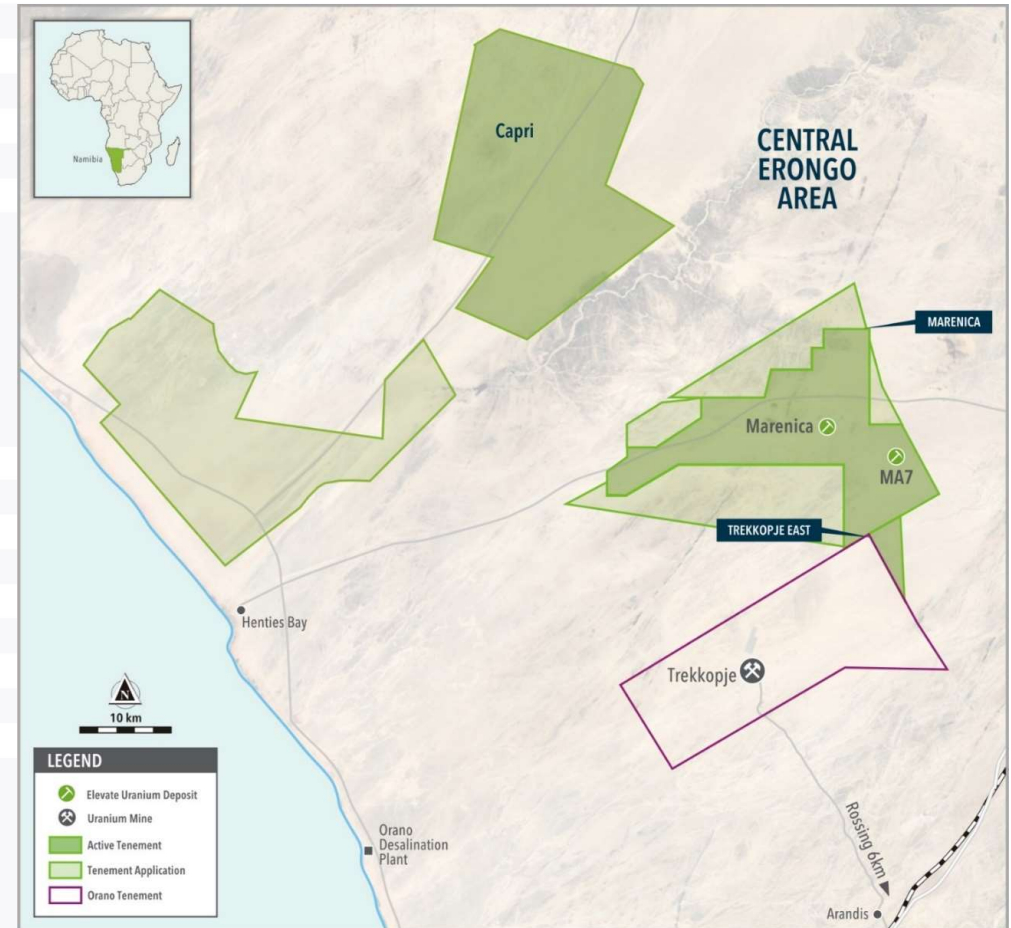 Namibia
Capri
CENTRAL
ERONGO
AREA
MARENICA
Marenica
MA7
TREKKOPJE EAST
Henties Bay
Trekkopje
N
10 km
LEGEND
Elevate Uranium Deposit
Uranium Mine
Active Tenement
Tenement Application
Orano Tenement
Orano
Desalination
Plant
Rossing 6km
Arandis